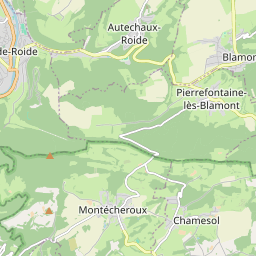 Autechaux-
Roide
de-Roide
Blamon
Pierrefontaine-
lès-Blamont
Montécheroux
Chamesol